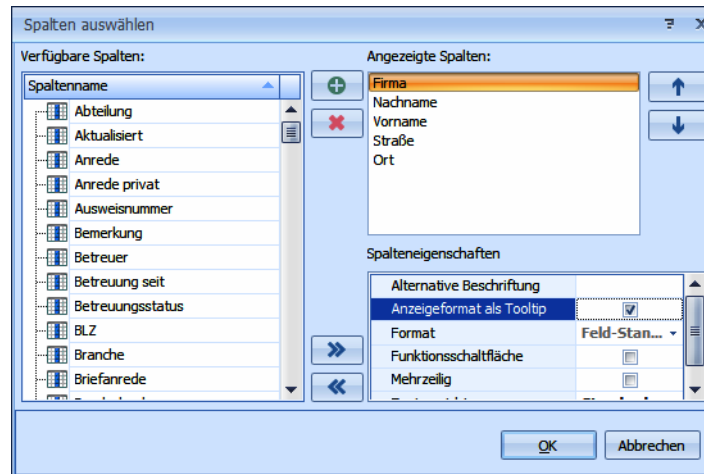 Spalten auswählen
Verfügbare Spalten:
Spaltenname
Abteilung
Aktualisiert
Anrede
Anrede privat
Ausweisnummer
Bemerkung
Betreuer
Betreuung seit
Betreuungsstatus
BLZ
Branche
Briefanrede
Angezeigte Spalten:
Firma
Nachname
Vorname
Straße
Ort
Spalteneigenschaften
Alternative Beschriftung
Anzeigeformat als Tooltip
Format Feld-Stan...
Funktionsschaltfläche
Mehrzeilig
OK Abbrechen